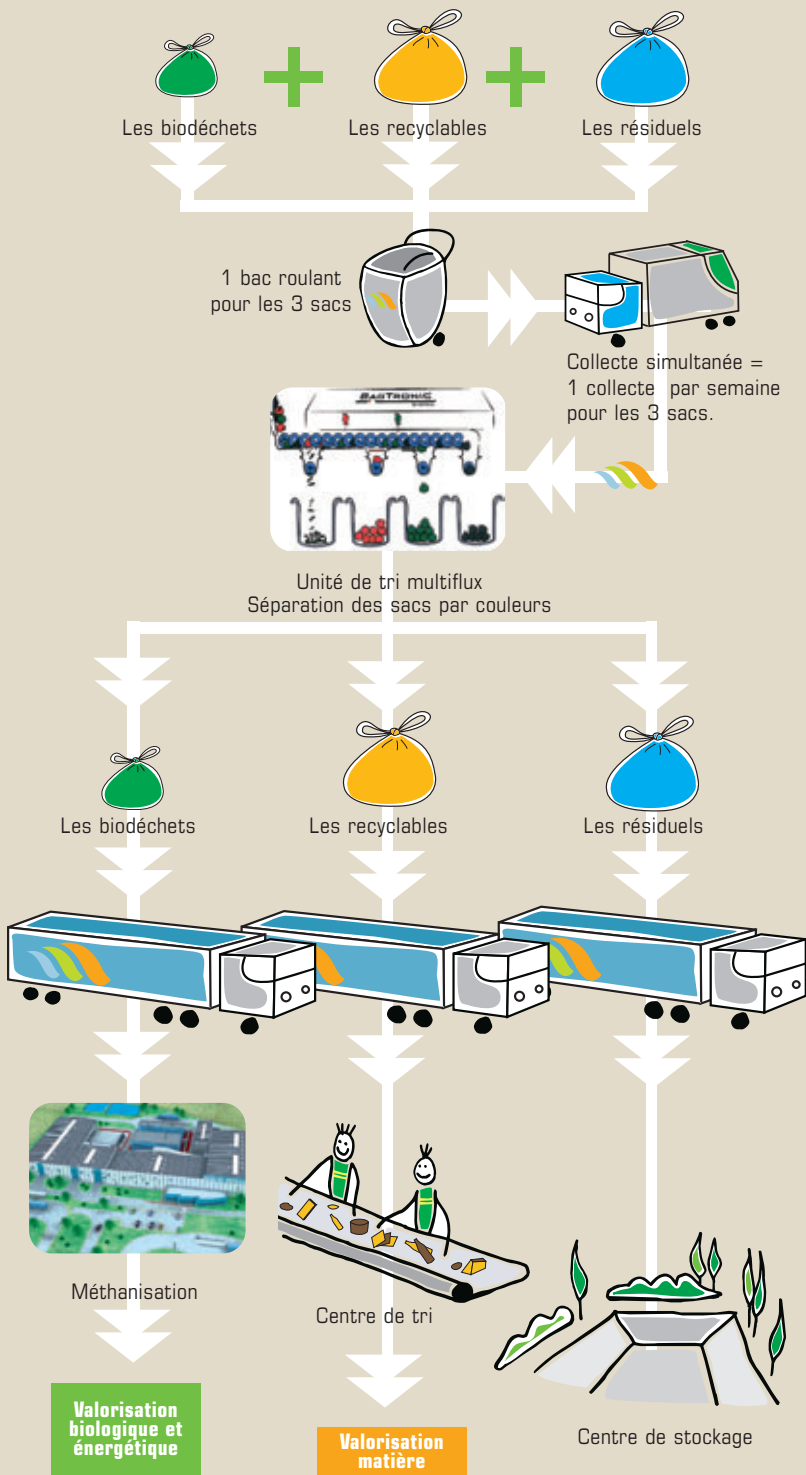 Les biodéchets
Les recyclables
Les résiduels
1 bac roulant
pour les 3 sacs
Collecte simultanée =
1 collecte par semaine
pour les 3 sacs.
BAGTRONIC
Unité de tri multiflux
Séparation des sacs par couleurs
Les biodéchets
Les recyclables
Les résiduels
Méthanisation
Centre de tri
Centre de stockage
Valorisation
biologique et
énergétique
Valorisation
matière